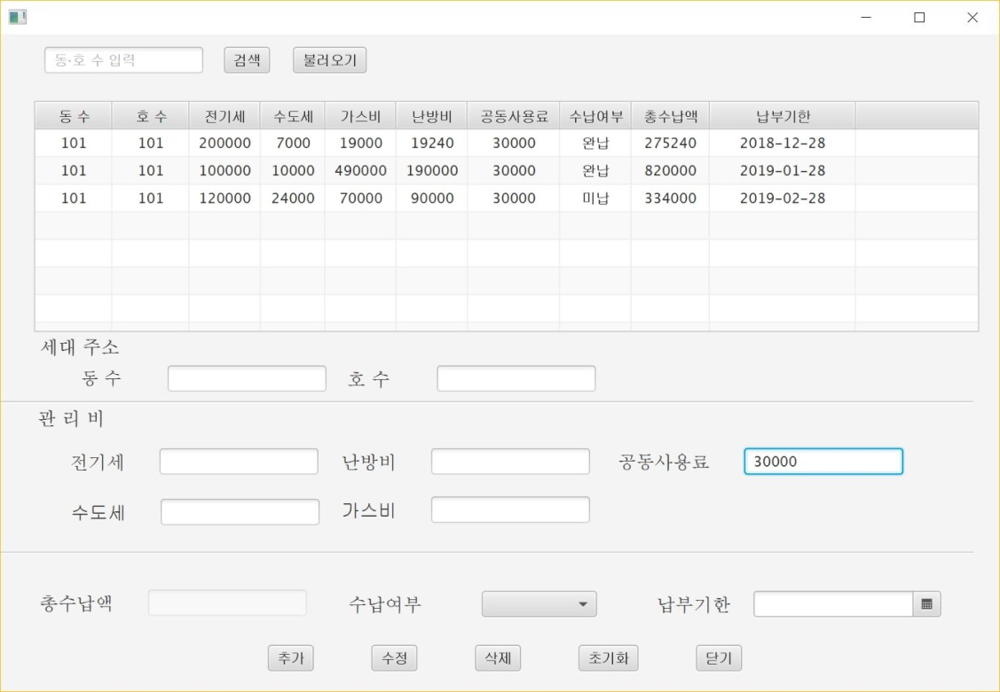 동·호 수 입력 검색 불러오기
동 수 호 수 전기세 수도세 가스비 난방비 공동사용료 수납여부 총수납액 납부기한
101 101 200000 7000 19000 19240 30000 완납 275240 2018-12-28
101 101 100000 10000 490000 190000 30000 완납 820000 2019-01-28
101 101 120000 24000 70000 90000 30000 미납 334000 2019-02-28
세대 주소
동 수 호 수
관 리 비
전기세 난방비 공동사용료 30000
수도세 가스비
총수납액 수납여부 납부기한
추가 수정 삭제 초기화 닫기